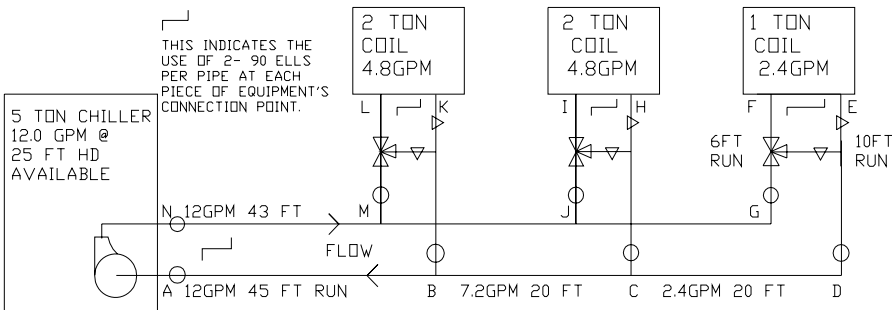 THIS INDICATES THE
USE OF 2- 90 ELLS
PER PIPE AT EACH
PIECE OF EQUIPMENT'S
CONNECTION POINT.
2 TON
COIL
4.8GPM
2 TON
COIL
4.8GPM
1 TON
COIL
2.4GPM
L K
I H
F E
5 TON CHILLER
12.0 GPM @
25 FT HD
AVAILABLE
6FT
RUN
10FT
RUN
N 12GPM 43 FT M J G
FLOW
A 12GPM 45 FT RUN B 7.2GPM 20 FT C 2.4GPM 20 FT D